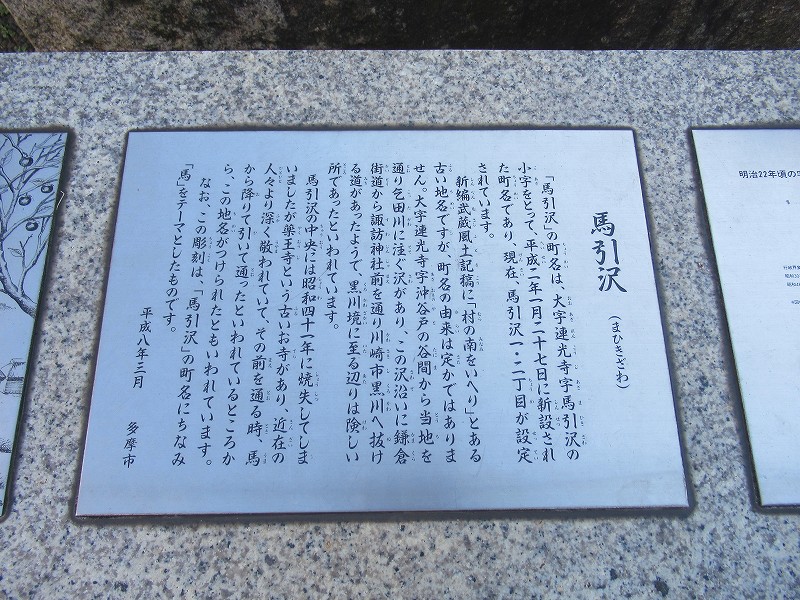 馬引沢
(まひきざわ)
「馬引沢」の町名は、大字連光寺字馬引沢の
小字をとって、平成二年一月二十七日に新設され
た町名であり、現在、馬引沢一・二丁目が設定
されています。
新編武蔵風土記稿に「村の南をいへり」とある
古い地名ですが、町名の由来は定かではありま
せん。大字連光寺字沖谷戸の谷間から当地を
通り乞田川に注ぐ沢があり、この沢沿いに鎌倉
街道から諏訪神社前を通り川崎市黒川へ抜け
る道があったようで、黒川境に至る辺りは険しい
所であったといわれています。
馬引沢の中央には昭和四十一年に焼失してしま
いましたが薬王寺という古いお寺があり、近在の
人々より深く敬われていて、その前を通る時、馬
から降りて引いて通ったといわれているところか
ら、この地名がつけられたともいわれています。
なお、この彫刻は、「馬引沢」の町名にちなみ
「馬」をテーマとしたものです。
平成八年三月
多摩市
明治22年頃の